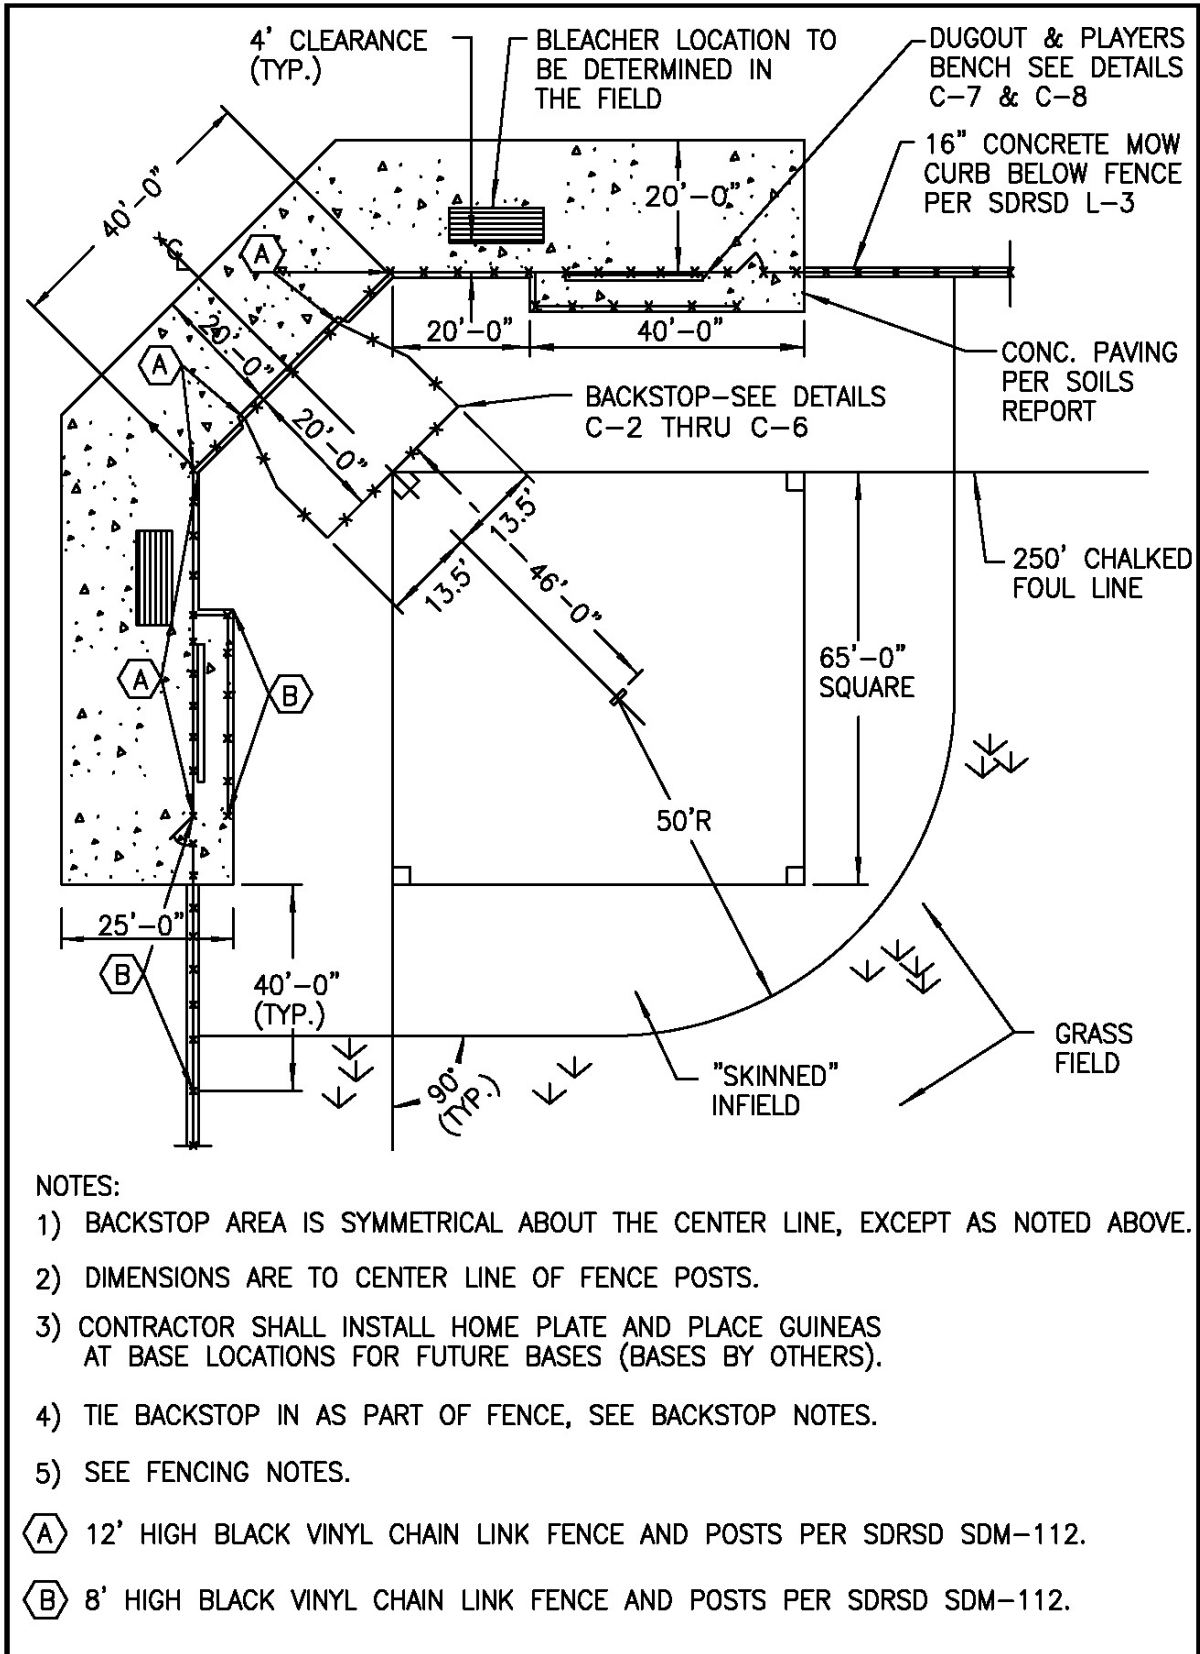 4' CLEARANCE
(TYP.)
BLEACHER LOCATION TO
BE DETERMINED IN
THE FIELD
DUGOUT & PLAYERS
BENCH SEE DETAILS
C-7 & C-8
16" CONCRETE MOW
CURB BELOW FENCE
PER SDRSD L-3
40'-0"
20'-0"
℄
A
20'-0"
20'-0"
40'-0"
A
20'-0"
CONC. PAVING
PER SOILS
REPORT
BACKSTOP-SEE DETAILS
C-2 THRU C-6
13.5'
13.5'
46'-0"
250' CHALKED
FOUL LINE
65'-0"
SQUARE
A
B
50'R
25'-0"
B
40'-0"
(TYP.)
GRASS
FIELD
"SKINNED"
INFIELD
90°
(TYP.)
NOTES:
1) BACKSTOP AREA IS SYMMETRICAL ABOUT THE CENTER LINE, EXCEPT AS NOTED ABOVE.
2) DIMENSIONS ARE TO CENTER LINE OF FENCE POSTS.
3) CONTRACTOR SHALL INSTALL HOME PLATE AND PLACE GUINEAS
AT BASE LOCATIONS FOR FUTURE BASES (BASES BY OTHERS).
4) TIE BACKSTOP IN AS PART OF FENCE, SEE BACKSTOP NOTES.
5) SEE FENCING NOTES.
A 12' HIGH BLACK VINYL CHAIN LINK FENCE AND POSTS PER SDRSD SDM-112.
B 8' HIGH BLACK VINYL CHAIN LINK FENCE AND POSTS PER SDRSD SDM-112.